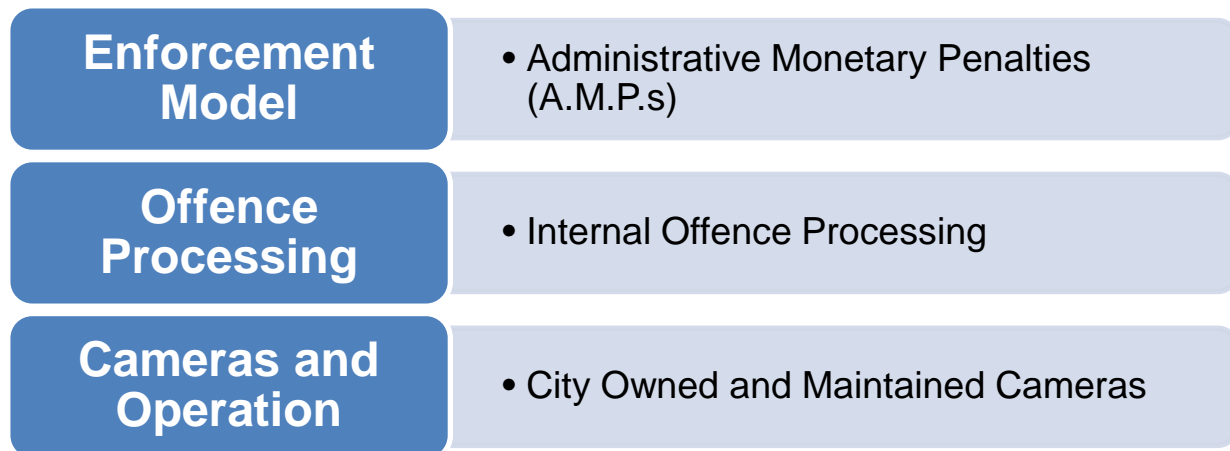 Enforcement
Model
• Administrative Monetary Penalties
(A.M.P.s)
Offence
Processing
• Internal Offence Processing
Cameras and
Operation
• City Owned and Maintained Cameras